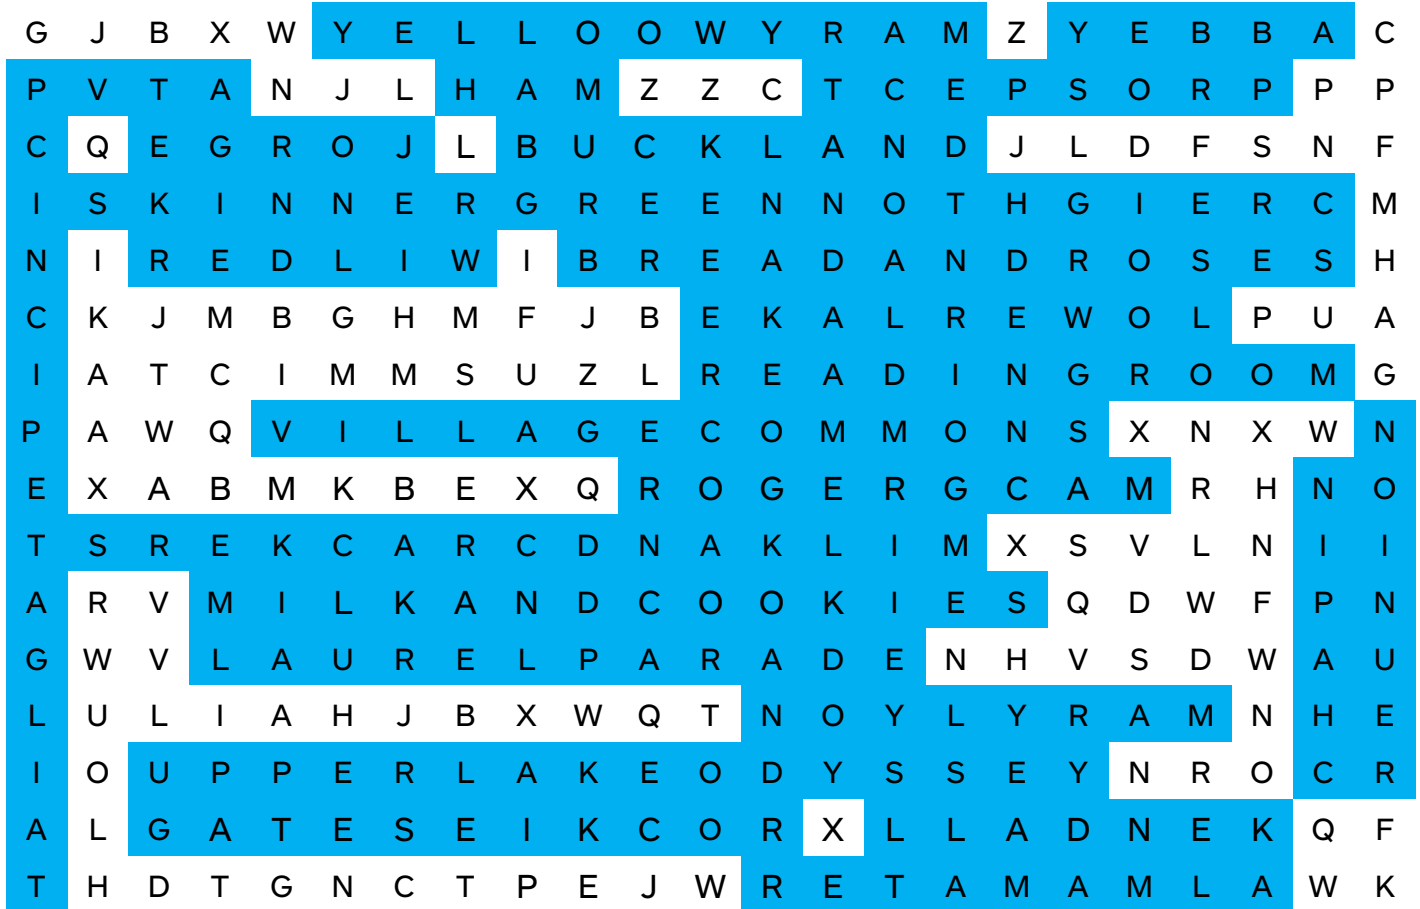 G J B X W Y E L L O O W Y R A M Z Y E B B A C
P V T A N J L H A M Z Z C T C E P S O R P P P
C Q E G R O J L B U C K L A N D J L D F S N F
I S K I N N E R G R E E N N O T H G I E R C M
N I R E D L I W I B R E A D A N D R O S E S H
C K J M B G H M F J B E K A L R E W O L P U A
I A T C I M M S U Z L R E A D I N G R O O M G
P A W Q V I L L A G E C O M M O N S X N X W N
E X A B M K B E X Q R O G E R G C A M R H N O
T S R E K C A R C D N A K L I M X S V L N I I
A R V M I L K A N D C O O K I E S Q D W F P N
G W V L A U R E L P A R A D E N H V S D W A U
L U L I A H J B X W Q T N O Y L Y R A M N H E
I O U P P E R L A K E O D Y S S E Y N R O C R
A L G A T E S E I K C O R X L L A D N E K Q F
T H D T G N C T P E J W R E T A M A M L A W K